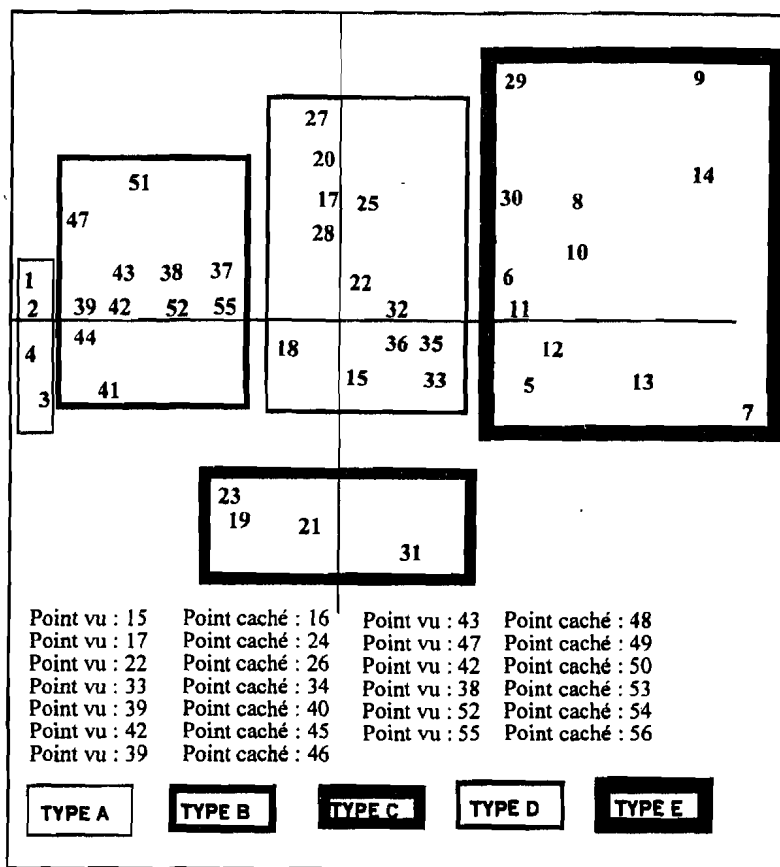 29 9
27
20
14
51
17 25
30 8
47
28
10
1 43 38 37
22
6
2 39 42 52 55
32
11
44
4
18
36 35
12
3 41
15 33
5 13
7
23
19 21
31
Point vu : 15 Point caché : 16 Point vu : 43 Point caché : 48
Point vu : 17 Point caché : 24 Point vu : 47 Point caché : 49
Point vu : 22 Point caché : 26 Point vu : 42 Point caché : 50
Point vu : 33 Point caché : 34 Point vu : 38 Point caché : 53
Point vu : 39 Point caché : 40 Point vu : 52 Point caché : 54
Point vu : 42 Point caché : 45 Point vu : 55 Point caché : 56
Point vu : 39 Point caché : 46
TYPE A TYPE B TYPE C TYPE D TYPE E